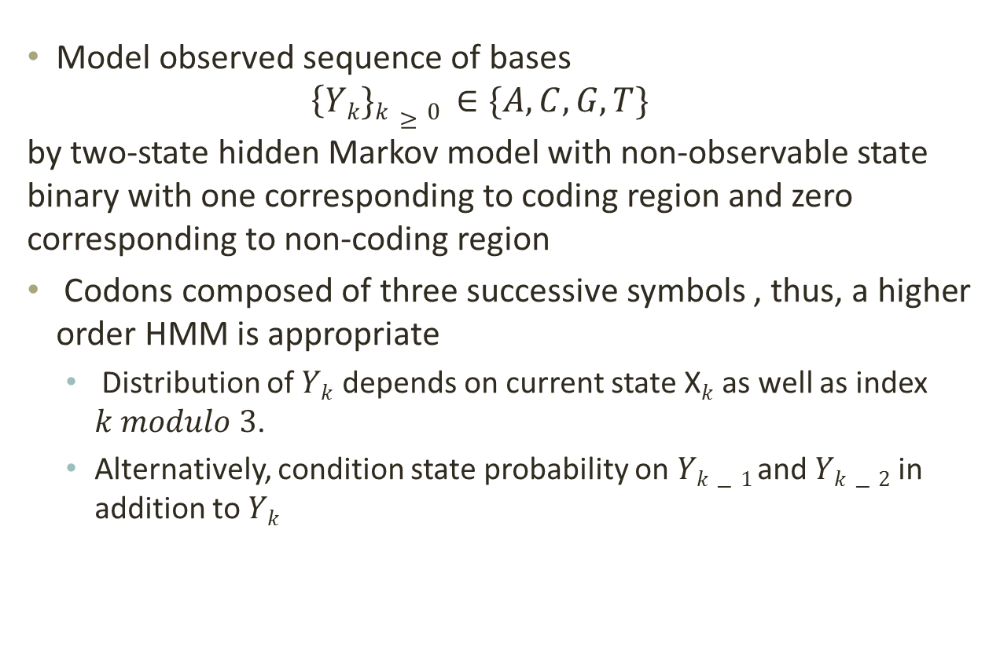 • Model observed sequence of bases
{Y_k}_{k ≥ 0} ∈ {A, C, G, T}
by two-state hidden Markov model with non-observable state
binary with one corresponding to coding region and zero
corresponding to non-coding region
• Codons composed of three successive symbols , thus, a higher
order HMM is appropriate
• Distribution of Y_k depends on current state X_k as well as index
k modulo 3.
• Alternatively, condition state probability on Y_{k − 1} and Y_{k − 2} in
addition to Y_k